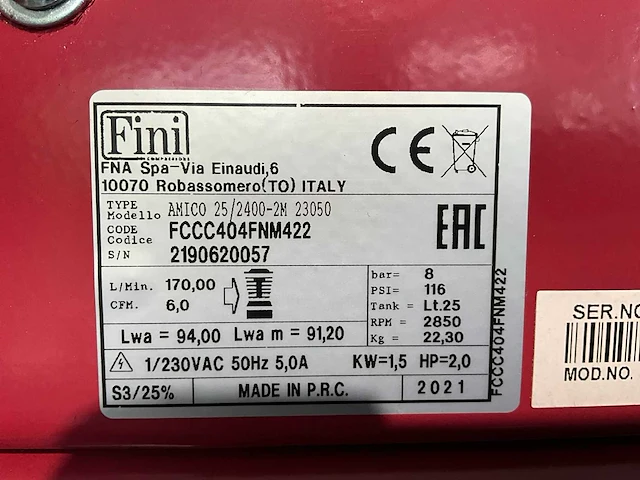 Fini
COMPRESSORS
FNA Spa-Via Einaudi,6
10070 Robassomero(TO) ITALY
CE
TYPE
Modello
AMICO 25/2400-2M 23050
CODE
Codice
FCCC404FNM422
S/N
2190620057
EAC
L/Min. 170,00
CFM. 6,0
bar= 8
PSI= 116
Tank = Lt.25
RPM = 2850
Kg = 22,30
Lwa = 94,00 Lwa m = 91,20
1/230VAC 50Hz 5,0A KW=1,5 HP=2,0
S3/25% MADE IN P.R.C. 2021
FCCC404FNM422
SER.NO
MOD.NO.